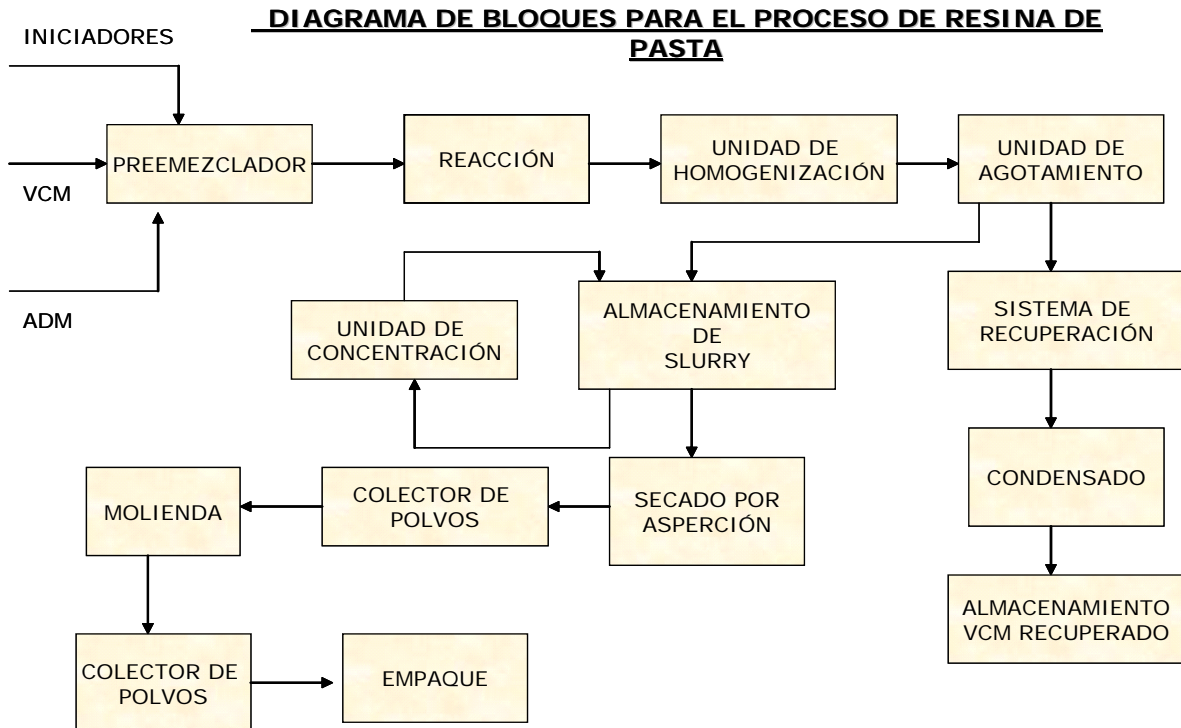 DIAGRAMA DE BLOQUES PARA EL PROCESO DE RESINA DE
PASTA
INICIADORES
PREEMEZCLADOR
REACCIÓN
UNIDAD DE
HOMOGENIZACIÓN
UNIDAD DE
AGOTAMIENTO
VCM
ADM
UNIDAD DE
CONCENTRACIÓN
ALMACENAMIENTO
DE
SLURRY
SISTEMA DE
RECUPERACIÓN
MOLIENDA
COLECTOR DE
POLVOS
SECADO POR
ASPERCIÓN
CONDENSADO
COLECTOR DE
POLVOS
EMPAQUE
ALMACENAMIENTO
VCM RECUPERADO